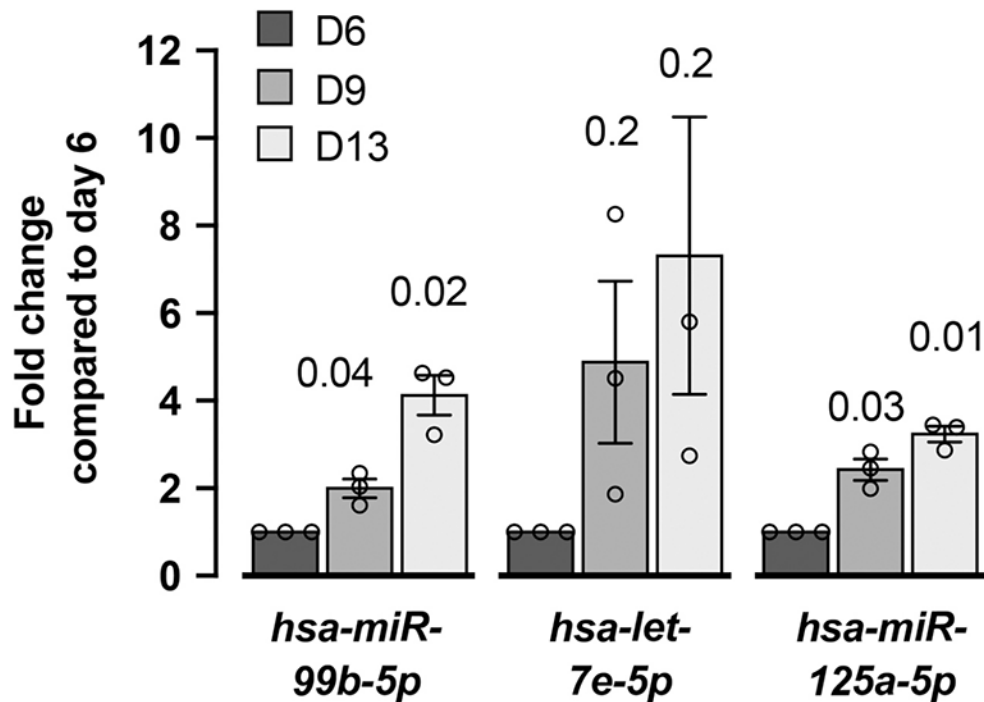 Fold change
compared to day 6
12
10
8
6
4
2
0
D6
D9
D13
0.04
0.02
0.2
0.2
0.03
0.01
hsa-miR-
99b-5p
hsa-let-
7e-5p
hsa-miR-
125a-5p